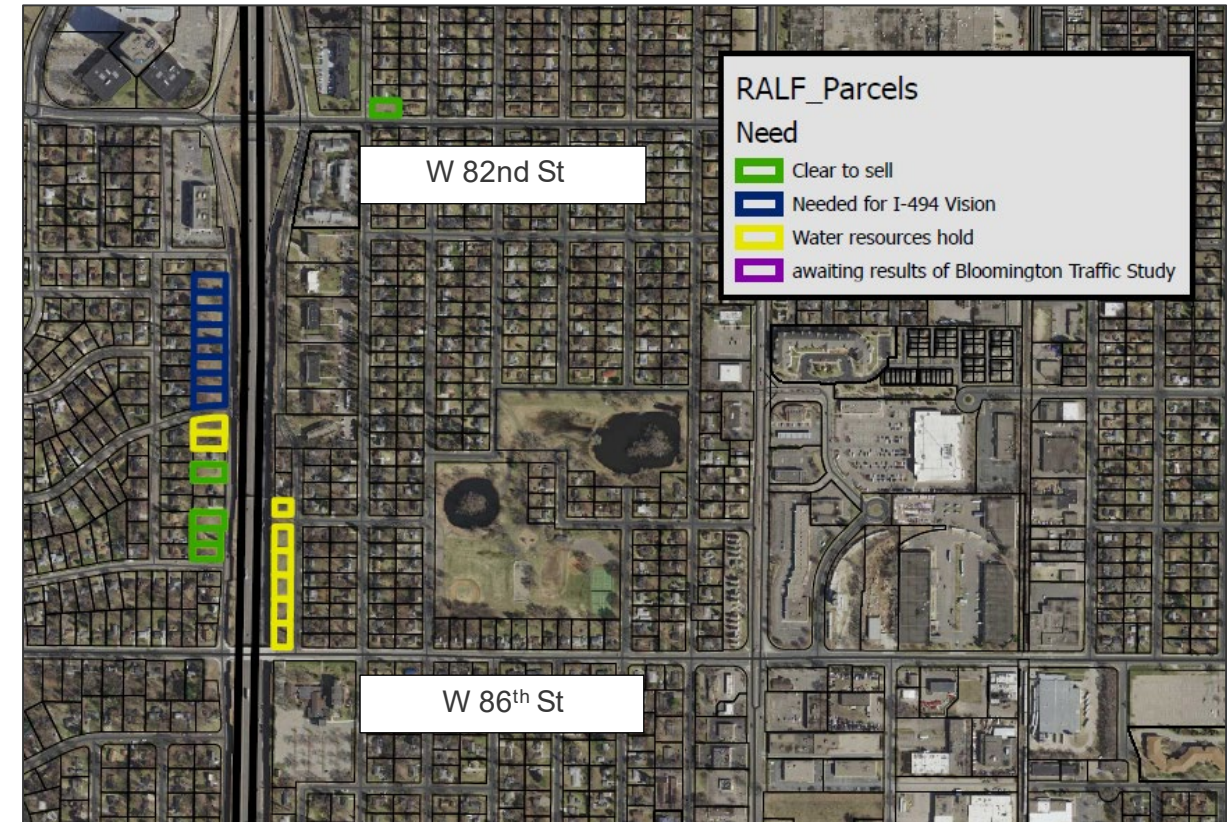 RALF_Parcels
Need
Clear to sell
Needed for I-494 Vision
Water resources hold
awaiting results of Bloomington Traffic Study
W 82nd St
W 86th St